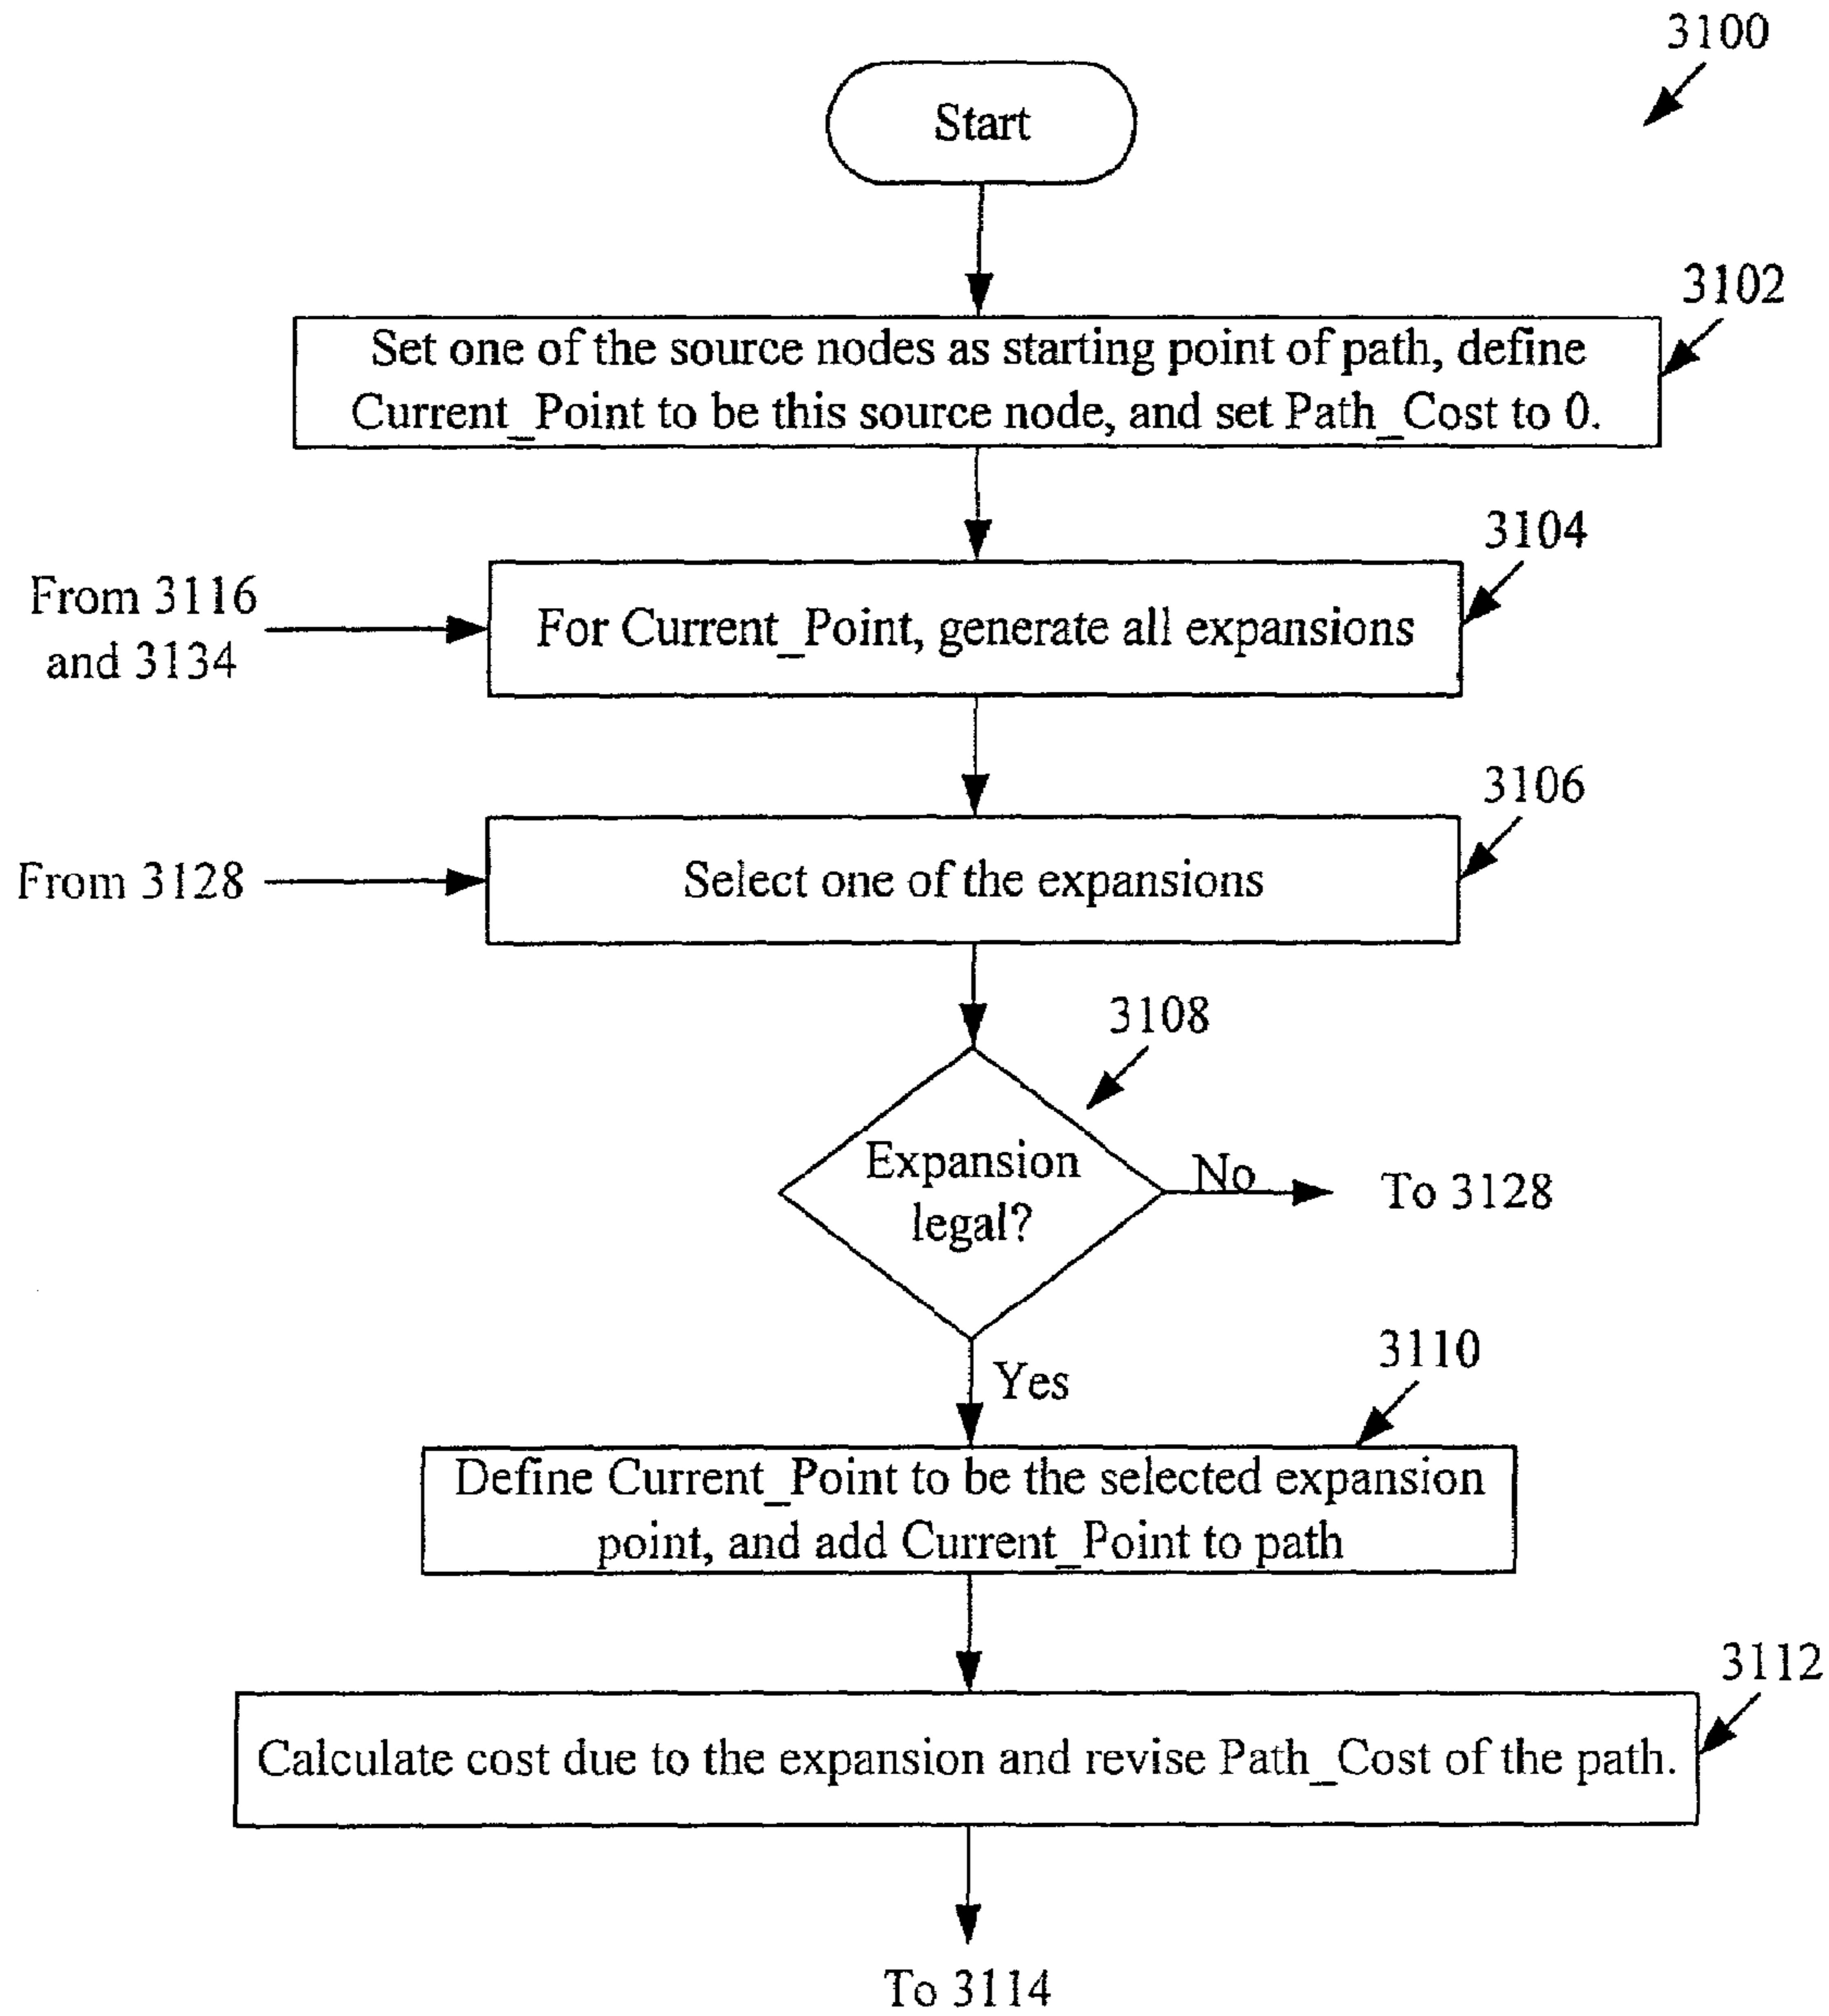 3100
Start
3102
Set one of the source nodes as starting point of path, define
Current_Point to be this source node, and set Path_Cost to 0.
3104
From 3116
and 3134
For Current_Point, generate all expansions
3106
From 3128
Select one of the expansions
3108
Expansion
legal?
No
To 3128
Yes
3110
Define Current_Point to be the selected expansion
point, and add Current_Point to path
3112
Calculate cost due to the expansion and revise Path_Cost of the path.
To 3114